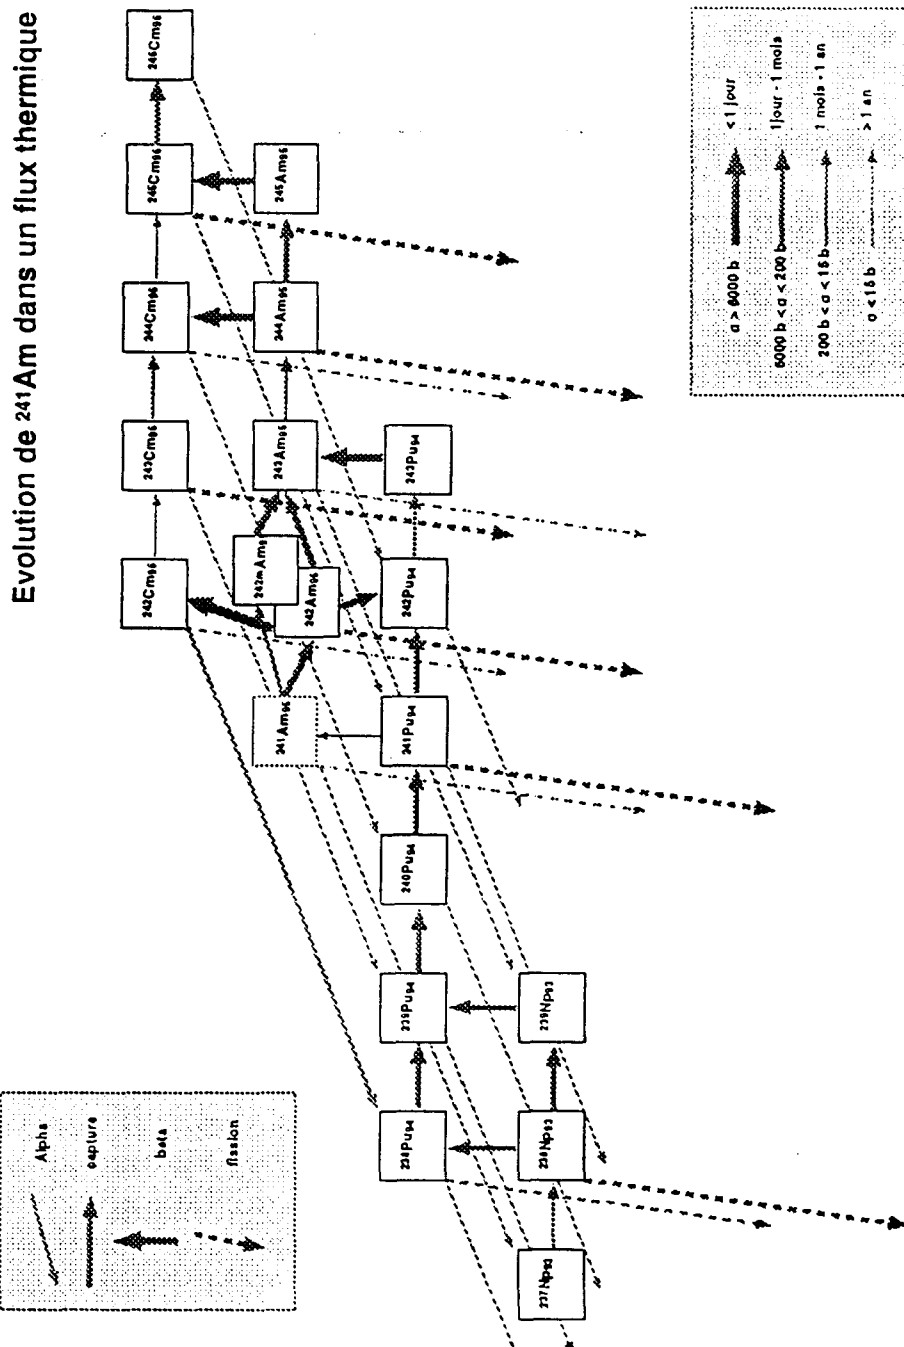 Evolution de 241Am dans un flux thermique
242Cm96
243Cm96
244Cm96
245Cm96
246Cm96
241Am95
242mAm95
242Am95
243Am95
244Am95
245Am95
238Pu94
239Pu94
240Pu94
241Pu94
242Pu94
243Pu94
237Np93
238Np93
239Np93
Alpha
capture
beta
fission
σ > 6000 b < 1 jour
6000 b < σ < 200 b 1 jour - 1 mois
200 b < σ < 15 b 1 mois - 1 an
σ < 15 b > 1 an